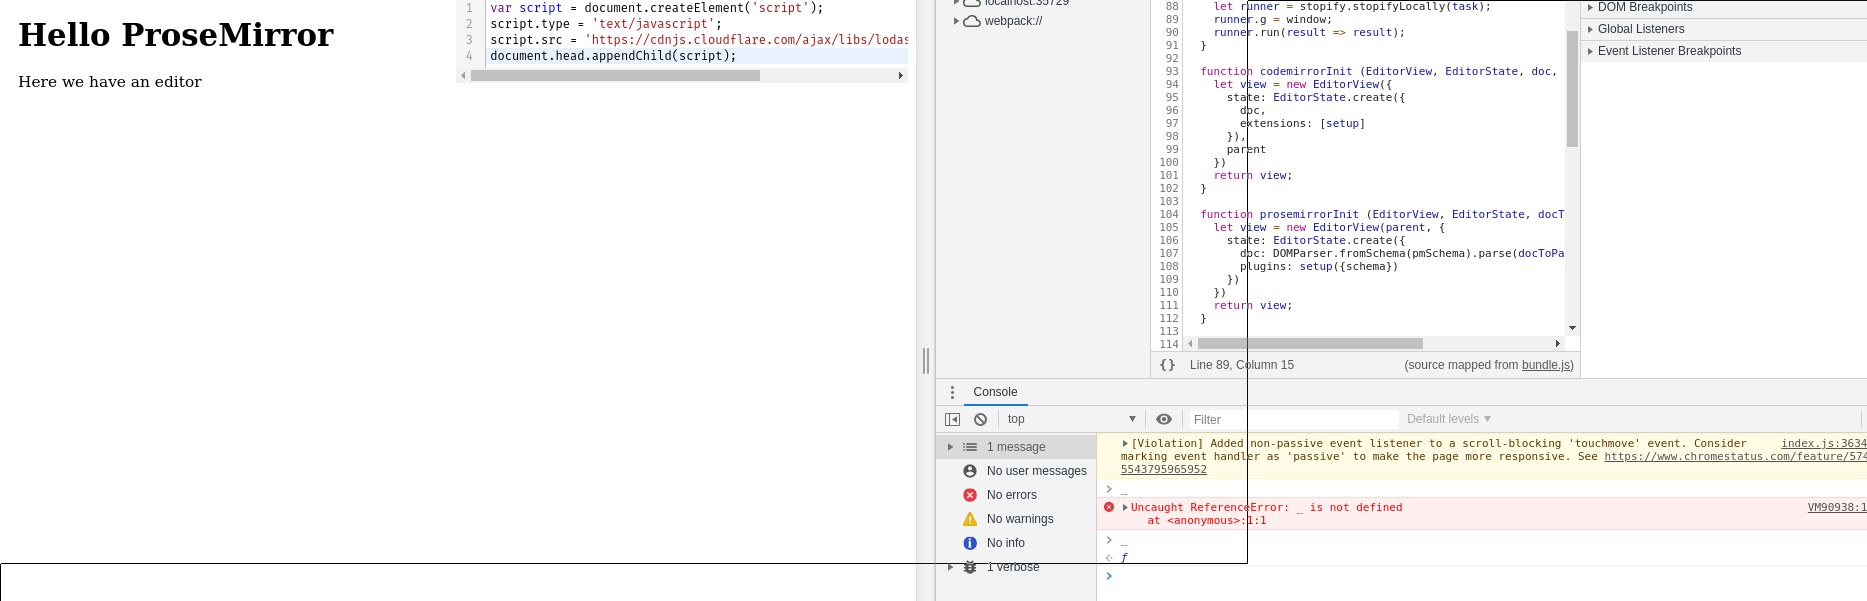 Hello ProseMirror
Here we have an editor
1 var script = document.createElement('script');
2 script.type = 'text/javascript';
3 script.src = 'https://cdnjs.cloudflare.com/ajax/libs/lodas
4 document.head.appendChild(script);
localhost:35729
webpack://
88 let runner = stopify.stopifyLocally(task);
89 runner.g = window;
90 runner.run(result => result);
91 }
92
93 function codemirrorInit (EditorView, EditorState, doc,
94 let view = new EditorView({
95 state: EditorState.create({
96 doc,
97 extensions: [setup]
98 }),
99 parent
100 })
101 return view;
102 }
103
104 function prosemirrorInit (EditorView, EditorState, docT
105 let view = new EditorView(parent, {
106 state: EditorState.create({
107 doc: DOMParser.fromSchema(pmSchema).parse(docToPa
108 plugins: setup({schema})
109 })
110 })
111 return view;
112 }
113
114
{} Line 89, Column 15 (source mapped from bundle.js)
DOM Breakpoints
Global Listeners
Event Listener Breakpoints
Console
top Filter Default levels
1 message
No user messages
No errors
No warnings
No info
1 verbose
[Violation] Added non-passive event listener to a scroll-blocking 'touchmove' event. Consider index.js:3634
marking event handler as 'passive' to make the page more responsive. See https://www.chromestatus.com/feature/574
5543795965952
> _
Uncaught ReferenceError: _ is not defined VM90938:1
at <anonymous>:1:1
> _
ƒ
>